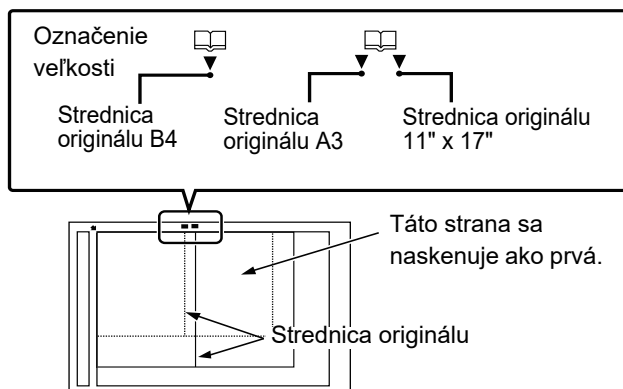 Označenie
veľkosti
Strednica
originálu B4
Strednica
originálu A3
Strednica originálu
11" x 17"
Táto strana sa
naskenuje ako prvá.
Strednica originálu